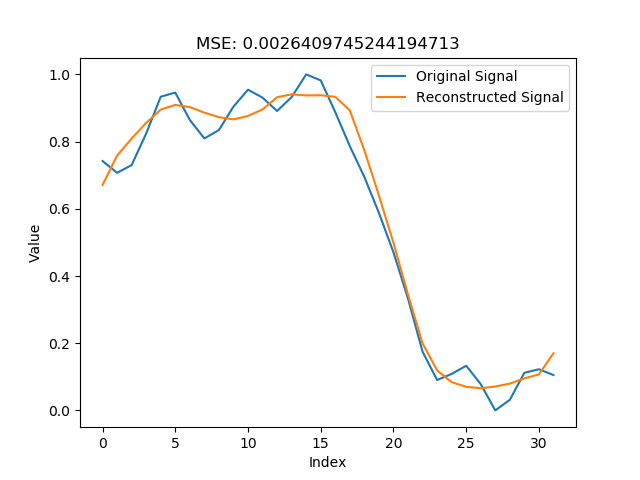 MSE: 0.0026409745244194713
Original Signal
Reconstructed Signal
1.0
0.8
0.6
0.4
0.2
0.0
Value
0 5 10 15 20 25 30
Index